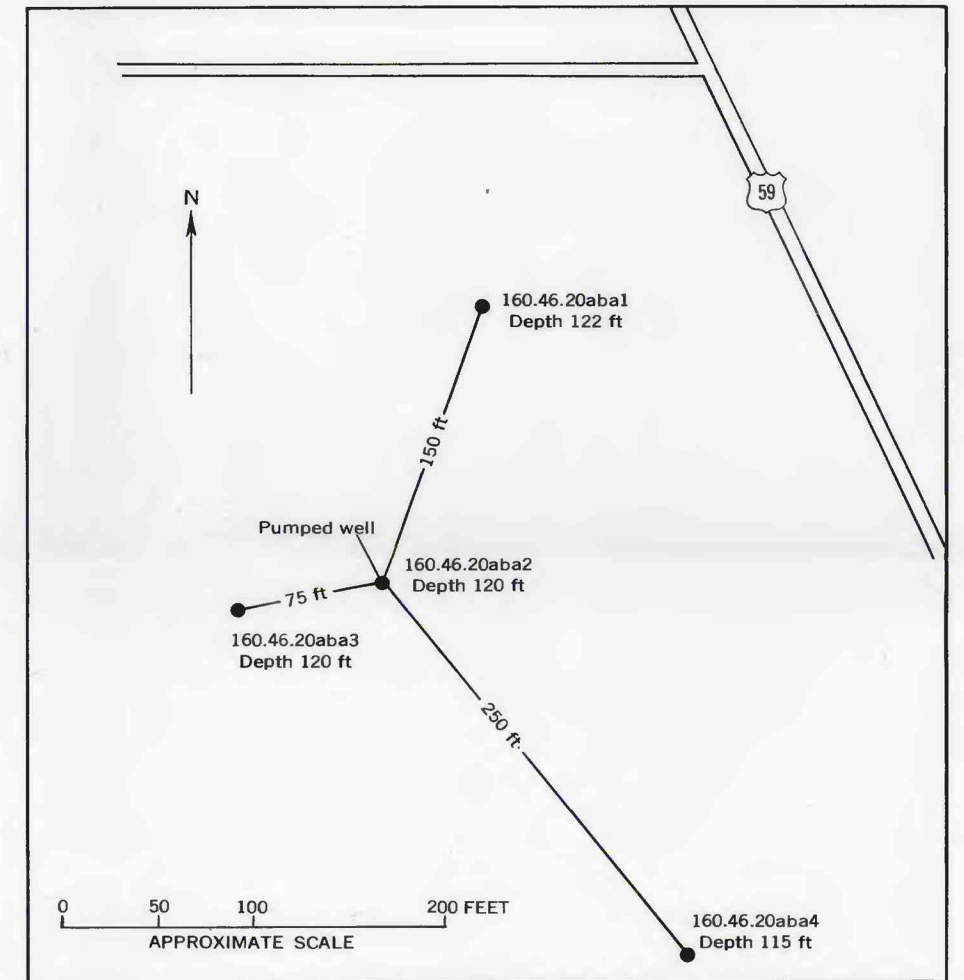 59
N
160.46.20aba1
Depth 122 ft
150 ft
Pumped well
160.46.20aba2
Depth 120 ft
75 ft
160.46.20aba3
Depth 120 ft
250 ft.
160.46.20aba4
Depth 115 ft
0 50 100 200 FEET
APPROXIMATE SCALE